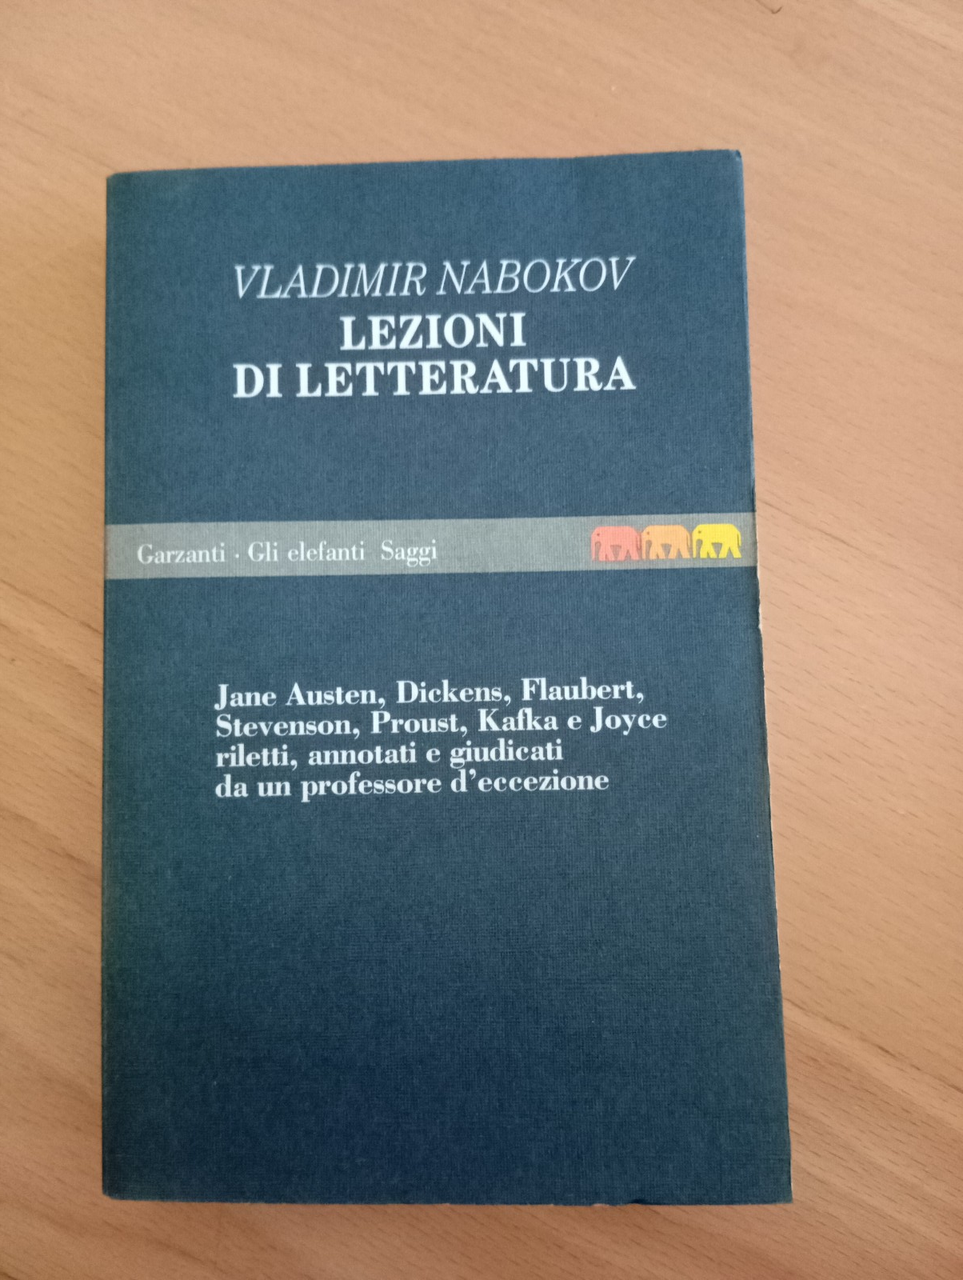 VLADIMIR NABOKOV
LEZIONI
DI LETTERATURA
Garzanti · Gli elefanti Saggi
Jane Austen, Dickens, Flaubert,
Stevenson, Proust, Kafka e Joyce
riletti, annotati e giudicati
da un professore d'eccezione